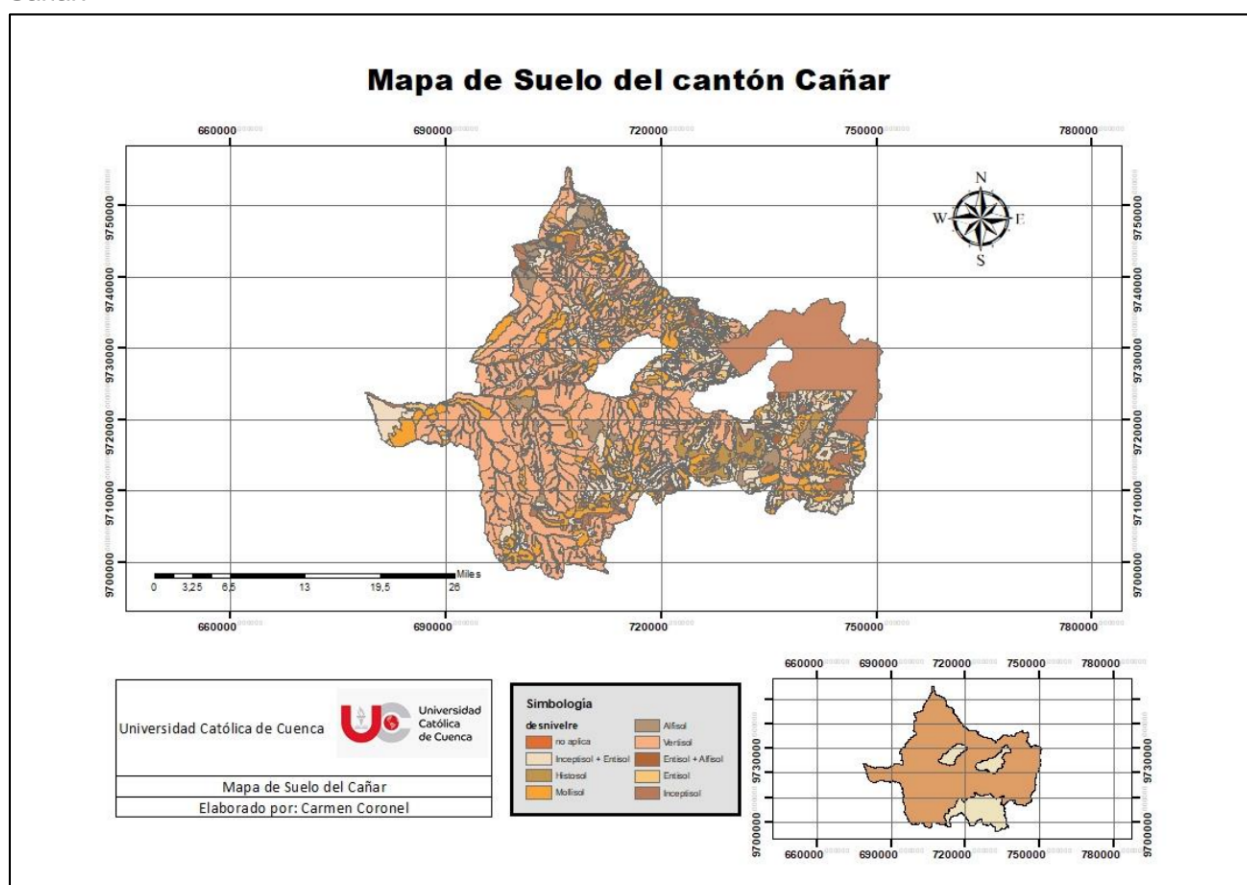 Cañar.
Mapa de Suelo del cantón Cañar
660000 690000 720000 750000 780000
9750000 9750000
9740000 9740000
9730000 9730000
9720000 9720000
9710000 9710000
9700000 9700000
N
W E
S
Miles
0 3,25 6,5 13 19,5 26
660000 690000 720000 750000 780000
Universidad Católica de Cuenca
UC
Universidad
Católica
de Cuenca
Mapa de Suelo del Cañar
Elaborado por: Carmen Coronel
Simbología
desnivelre
no aplica
Inceptisol + Entisol
Histosol
Mollisol
Alfisol
Vertisol
Entisol + Alfisol
Entisol
Inceptisol
660000 690000 720000 750000 780000
9730000 9730000
9700000 9700000
660000 690000 720000 750000 780000